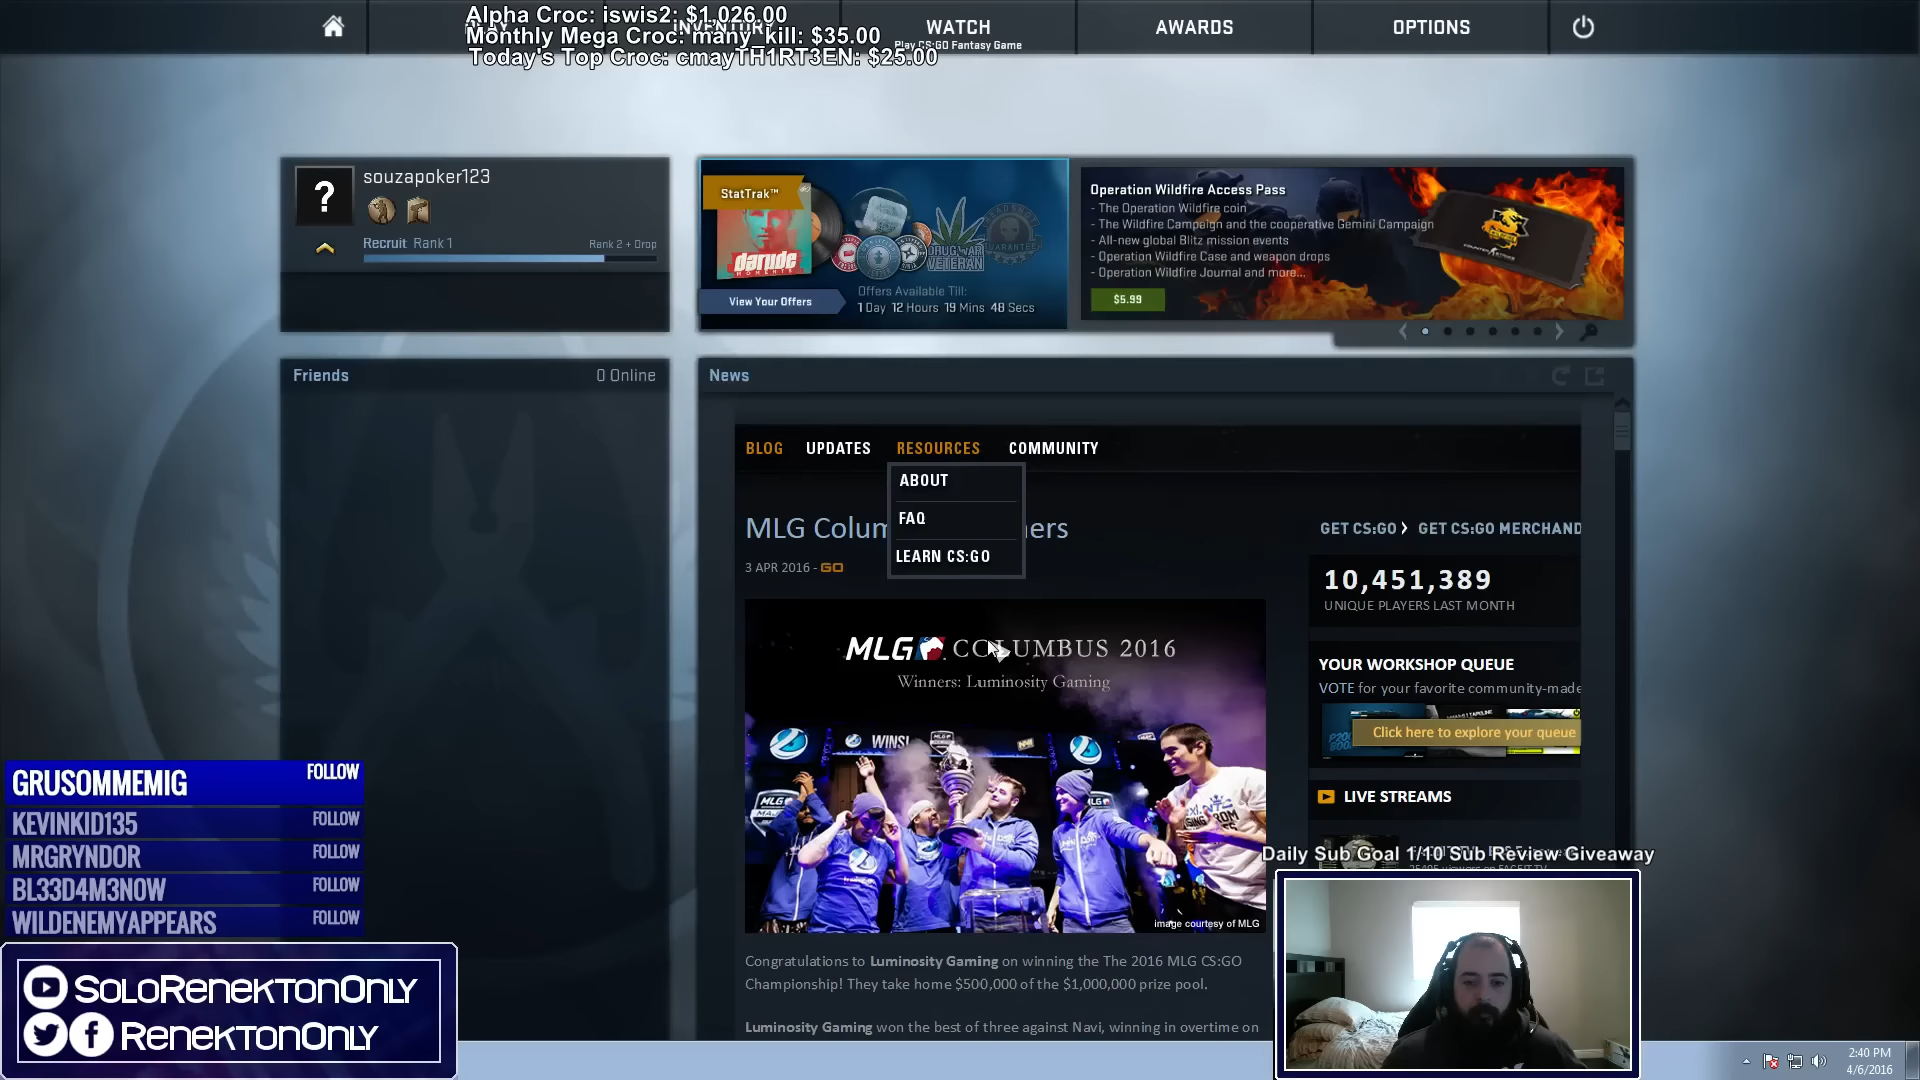 Alpha Croc: iswis2: $1,026.00
Monthly Mega Croc: many_kill: $35.00
Today's Top Croc: cmayTH1RT3EN: $25.00
INVENTORY
WATCH
Play CS:GO Fantasy Game
AWARDS
OPTIONS
?
souzapoker123
Recruit Rank 1
Rank 2 + Drop
StatTrak™
darude
MOMENTS
DRUG WAR
VETERAN
View Your Offers
Offers Available Till:
1 Day 12 Hours 19 Mins 48 Secs
Operation Wildfire Access Pass
- The Operation Wildfire coin
- The Wildfire Campaign and the cooperative Gemini Campaign
- All-new global Blitz mission events
- Operation Wildfire Case and weapon drops
- Operation Wildfire Journal and more...
$5.99
Friends
0 Online
News
BLOG UPDATES RESOURCES COMMUNITY
ABOUT
FAQ
LEARN CS:GO
MLG Colum
ers
3 APR 2016 - GO
MLG COLUMBUS 2016
Winners: Luminosity Gaming
WINS!
MLG
image courtesy of MLG
Congratulations to Luminosity Gaming on winning the The 2016 MLG CS:GO
Championship! They take home $500,000 of the $1,000,000 prize pool.
Luminosity Gaming won the best of three against Navi, winning in overtime on
GET CS:GO GET CS:GO MERCHAND
10,451,389
UNIQUE PLAYERS LAST MONTH
YOUR WORKSHOP QUEUE
VOTE for your favorite community-made
Click here to explore your queue
LIVE STREAMS
Daily Sub Goal 1/10 Sub Review Giveaway
GRUSOMMEMIG FOLLOW
KEVINKID135 FOLLOW
MRGRYNDOR FOLLOW
BL33D4M3NOW FOLLOW
WILDENEMYAPPEARS FOLLOW
SoloRenektonOnly
RenektonOnly
2:40 PM
4/6/2016